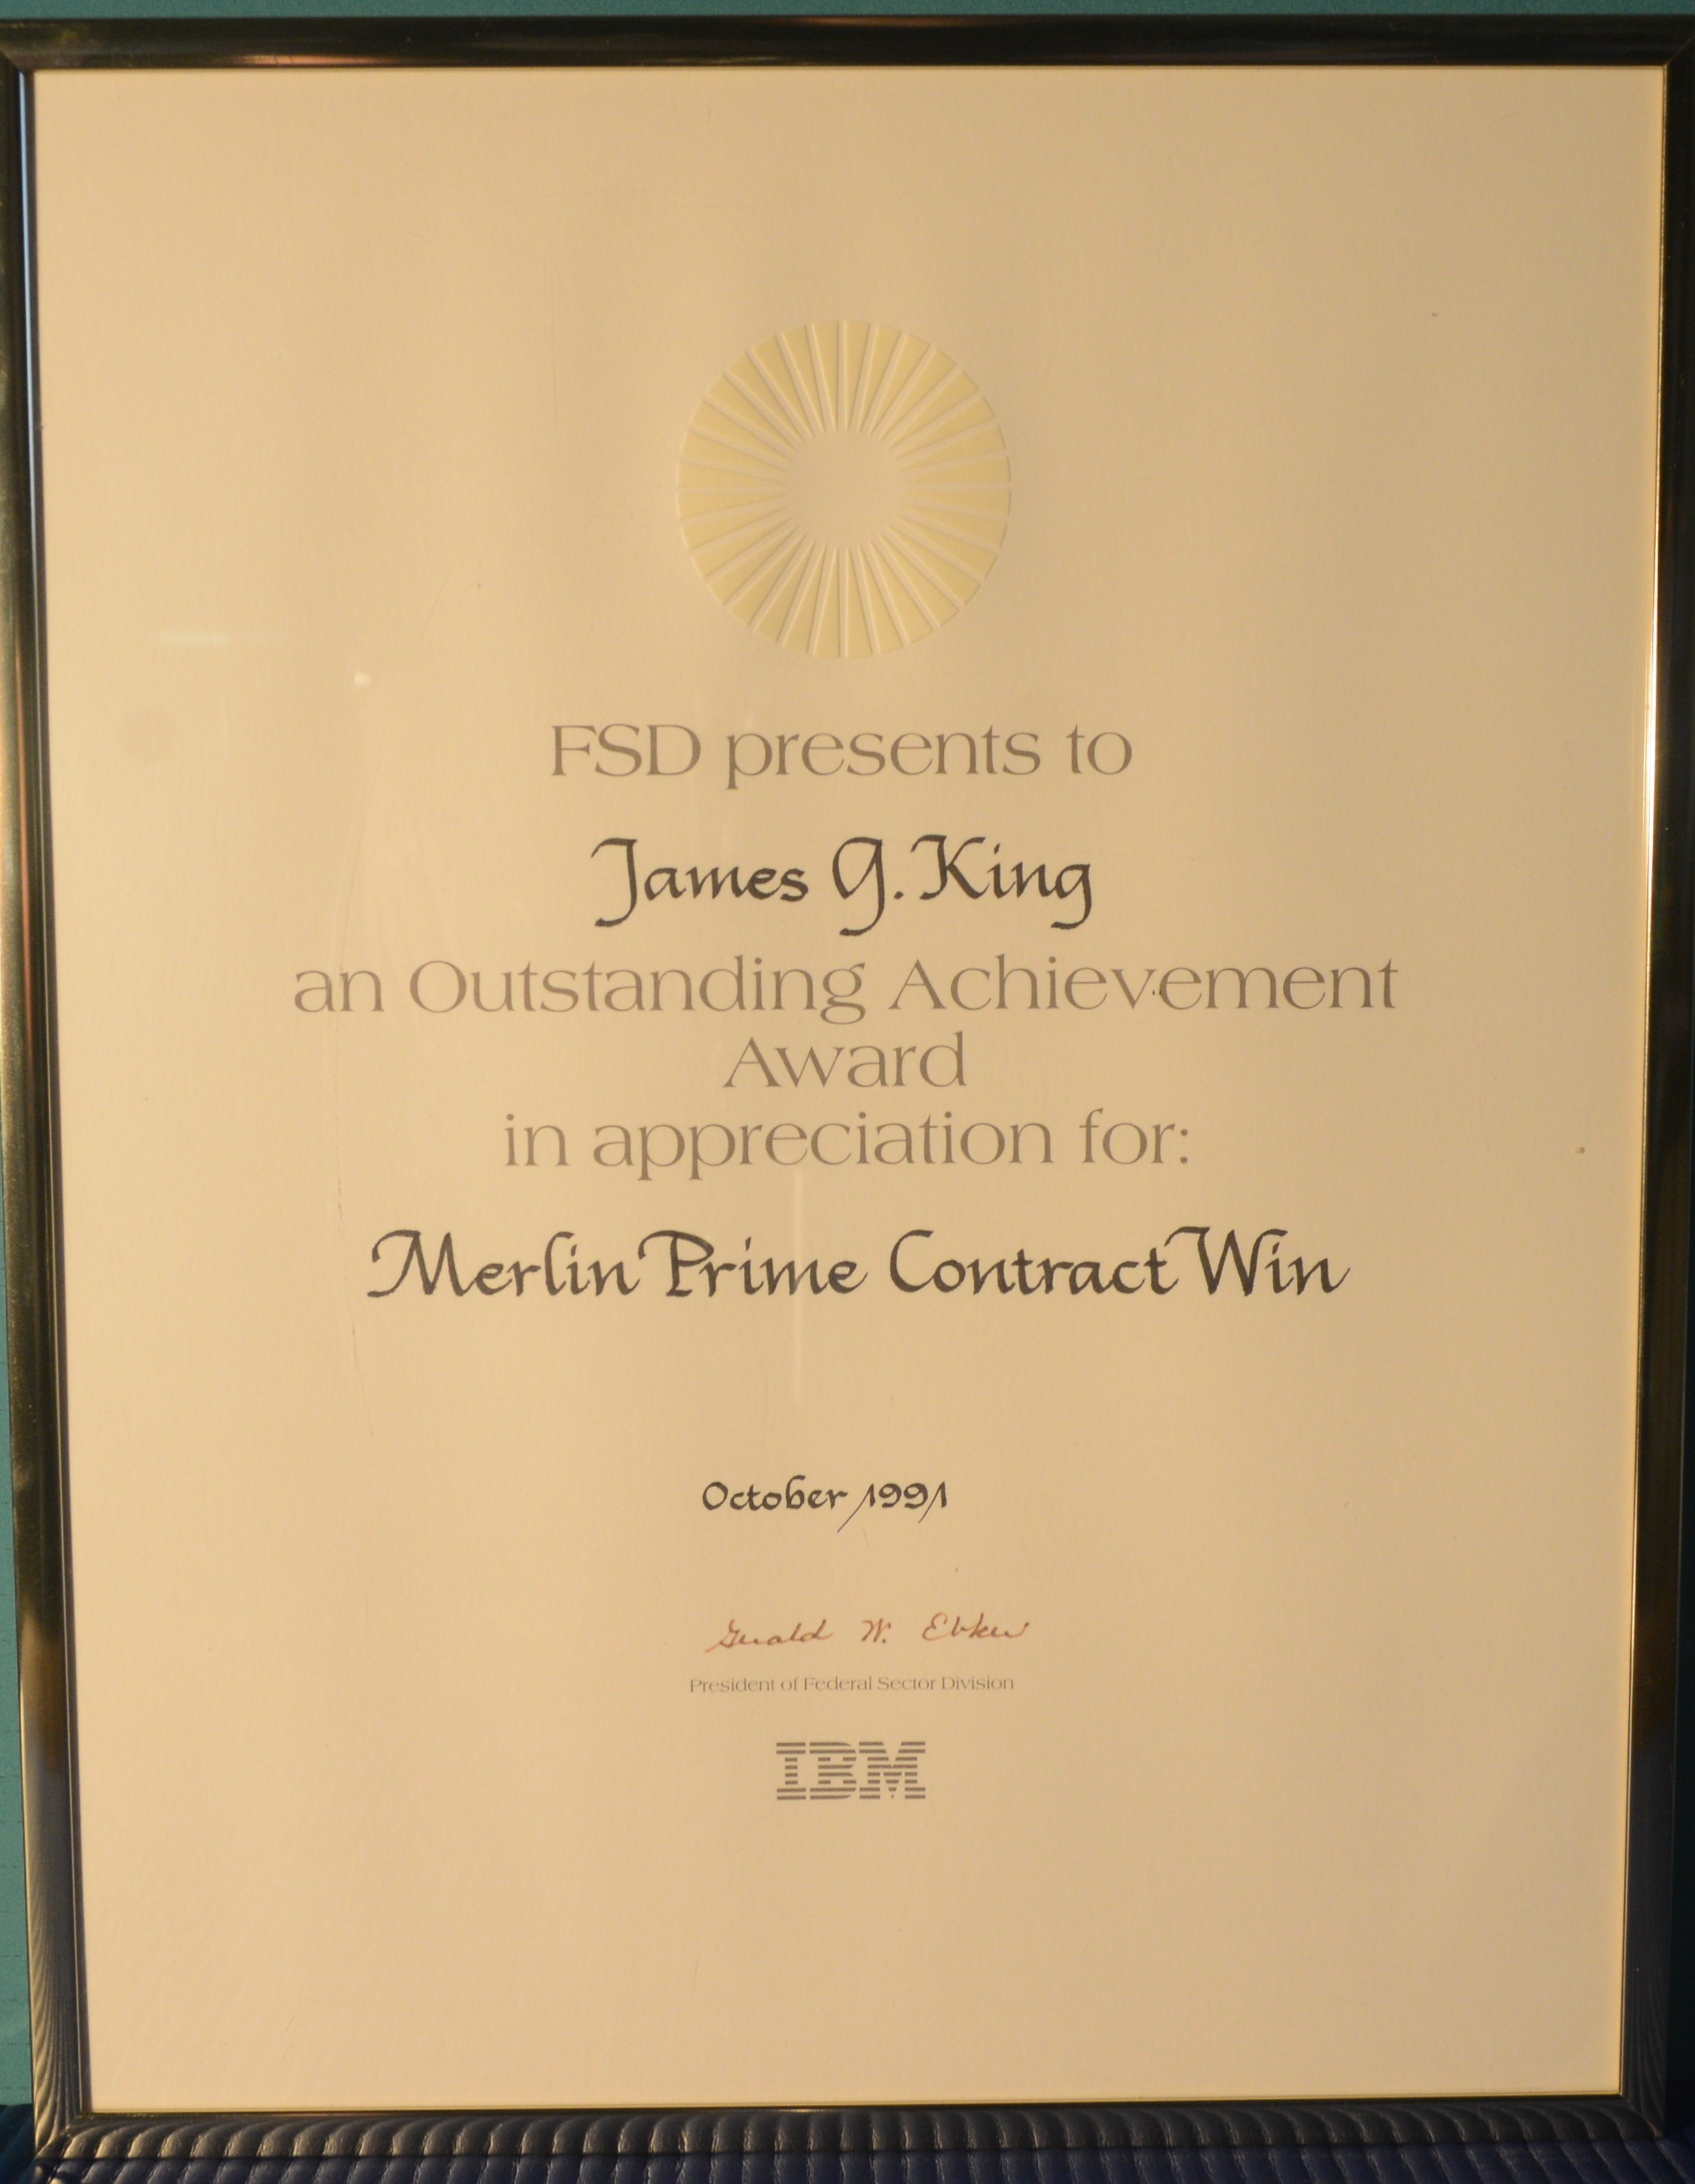 FSD presents to
James G. King
an Outstanding Achievement
Award
in appreciation for:
Merlin Prime Contract Win
October 1991
Gerald W. Ebker
President of Federal Sector Division
IBM